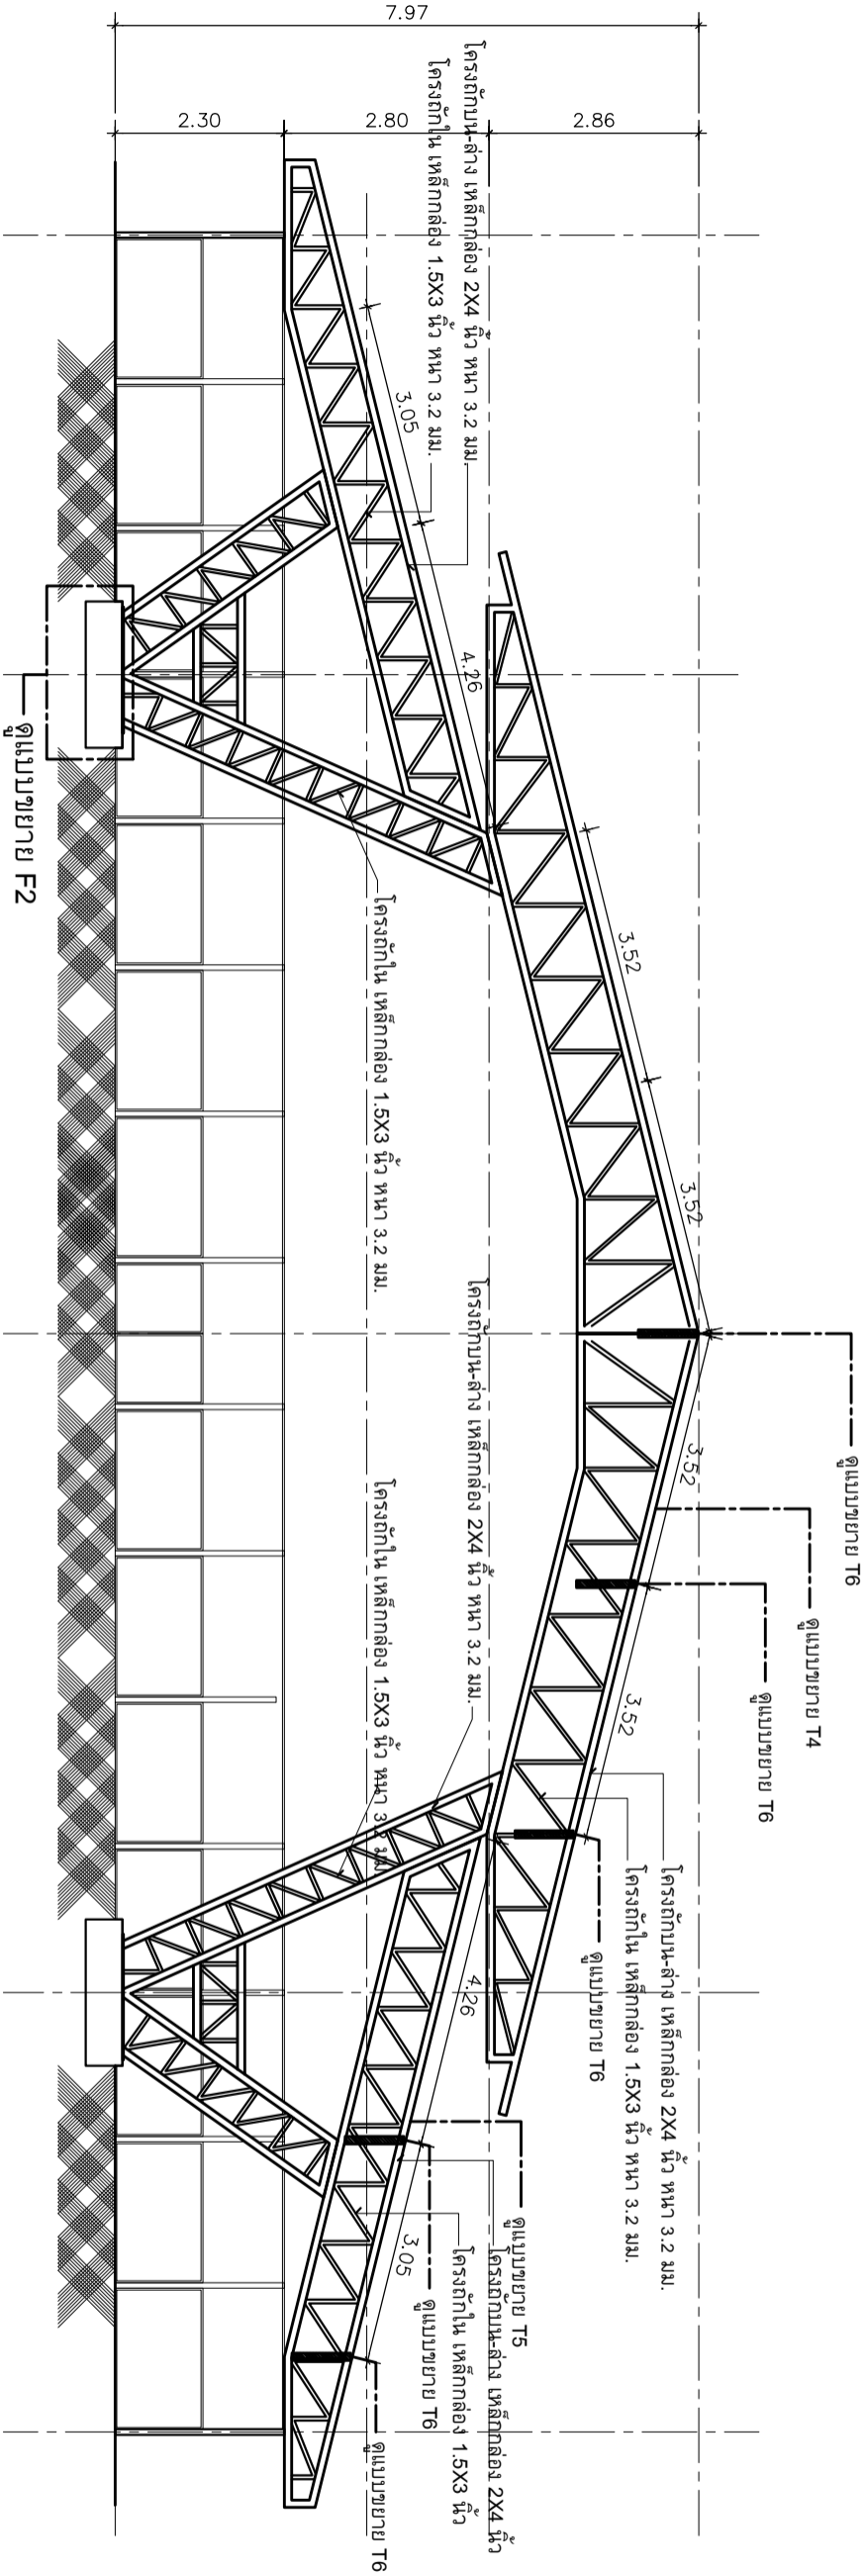 7.97
2.30
2.80
2.86
โครงถักบน-ล่าง เหล็กกล่อง 2X4 นิ้ว หนา 3.2 มม.
โครงถักใน เหล็กกล่อง 1.5X3 นิ้ว หนา 3.2 มม.
3.05
4.26
3.52
3.52
ดูแบบขยาย F2
โครงถักใน เหล็กกล่อง 1.5X3 นิ้ว หนา 3.2 มม.
โครงถักบน-ล่าง เหล็กกล่อง 2X4 นิ้ว หนา 3.2 มม.
โครงถักใน เหล็กกล่อง 1.5X3 นิ้ว หนา 3.2 มม.
3.52
3.52
ดูแบบขยาย T6
ดูแบบขยาย T4
ดูแบบขยาย T6
โครงถักบน-ล่าง เหล็กกล่อง 2X4 นิ้ว หนา 3.2 มม.
โครงถักใน เหล็กกล่อง 1.5X3 นิ้ว หนา 3.2 มม.
ดูแบบขยาย T6
4.26
3.05
ดูแบบขยาย T5
โครงถักบน-ล่าง เหล็กกล่อง 2X4 นิ้ว
โครงถักใน เหล็กกล่อง 1.5X3 นิ้ว
ดูแบบขยาย T6
ดูแบบขยาย T6